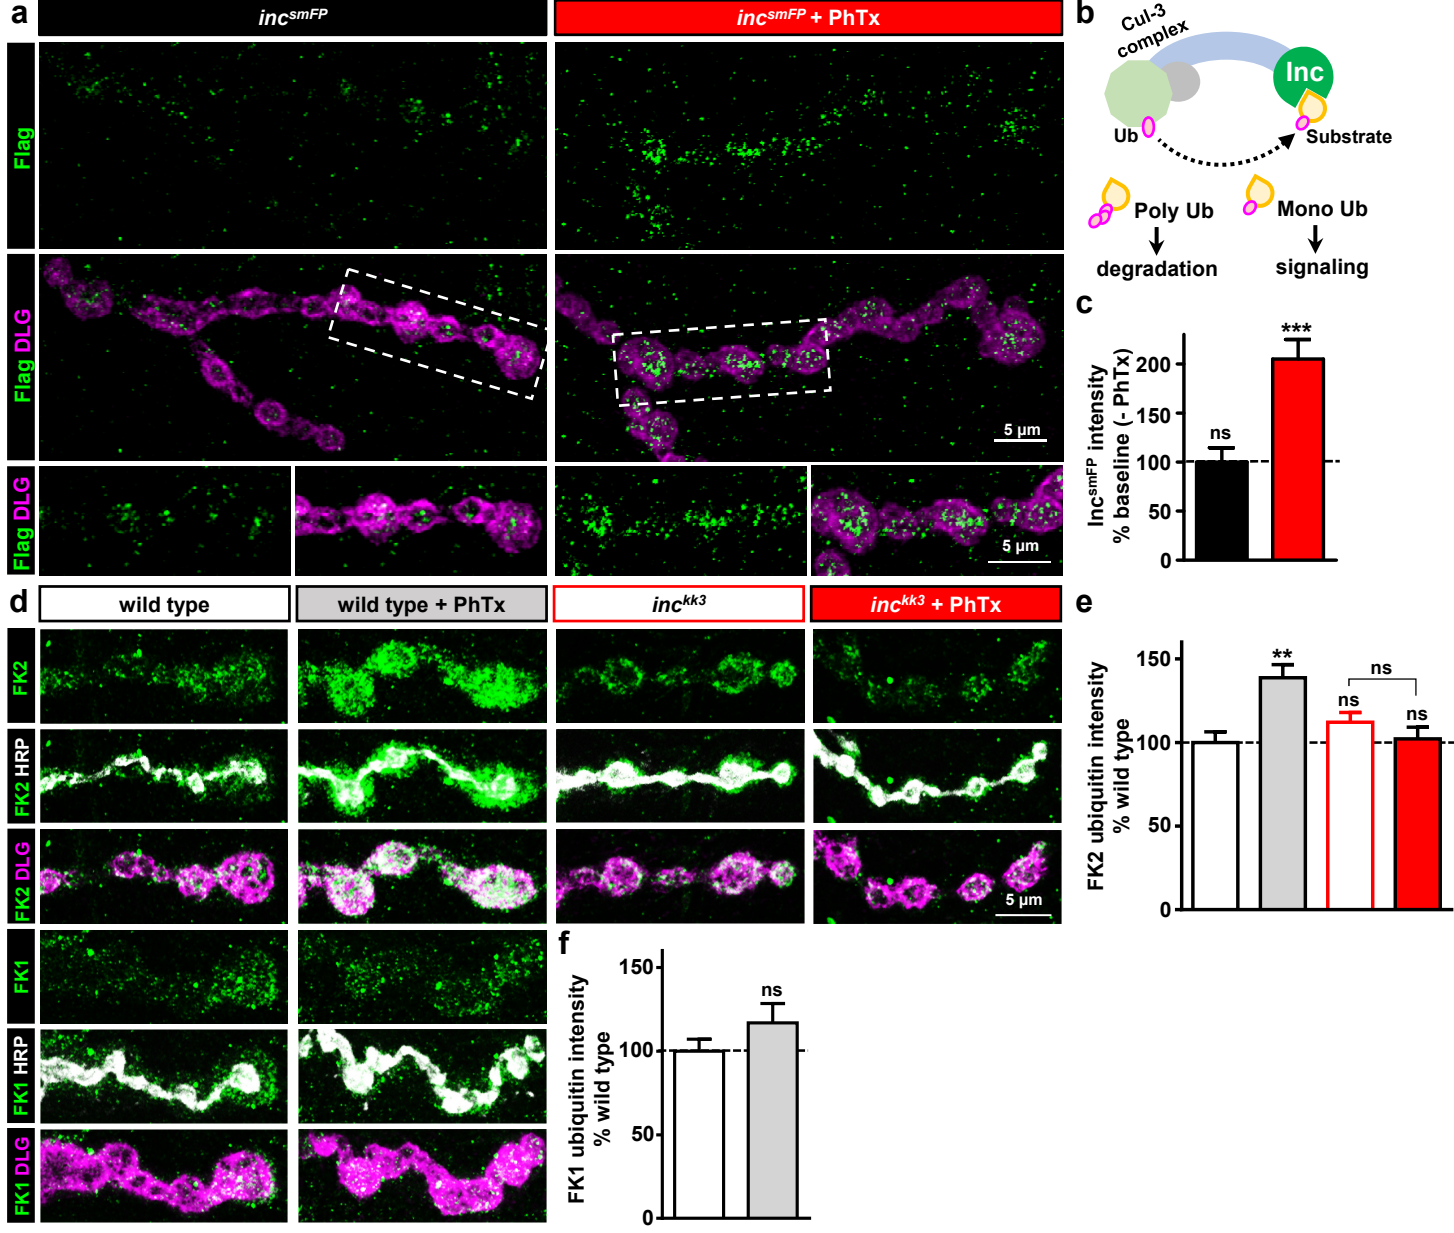 a
inc^smFP
inc^smFP + PhTx
Flag
Flag DLG
5 µm
Flag DLG
5 µm
b
Cul-3
complex
Inc
Ub
Substrate
Poly Ub
Mono Ub
degradation
signaling
c
Inc^smFP intensity
% baseline (- PhTx)
200
150
100
50
0
ns
***
d
wild type
wild type + PhTx
inc^kk3
inc^kk3 + PhTx
FK2
FK2 HRP
FK2 DLG
5 µm
FK1
FK1 HRP
FK1 DLG
e
FK2 ubiquitin intensity
% wild type
150
100
50
0
**
ns
ns
ns
f
FK1 ubiquitin intensity
% wild type
150
100
50
0
ns